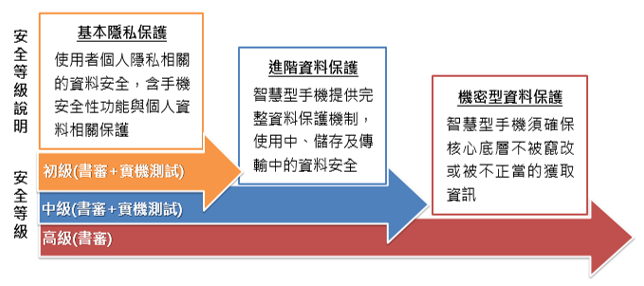 安全等級說明
基本隱私保護
使用者個人隱私相關
的資料安全，含手機
安全性功能與個人資
料相關保護
進階資料保護
智慧型手機提供完
整資料保護機制，
使用中、儲存及傳
輸中的資料安全
機密型資料保護
智慧型手機須確保
核心底層不被竄改
或被不正當的獲取
資訊
安全等級
初級(書審+實機測試)
中級(書審+實機測試)
高級(書審)